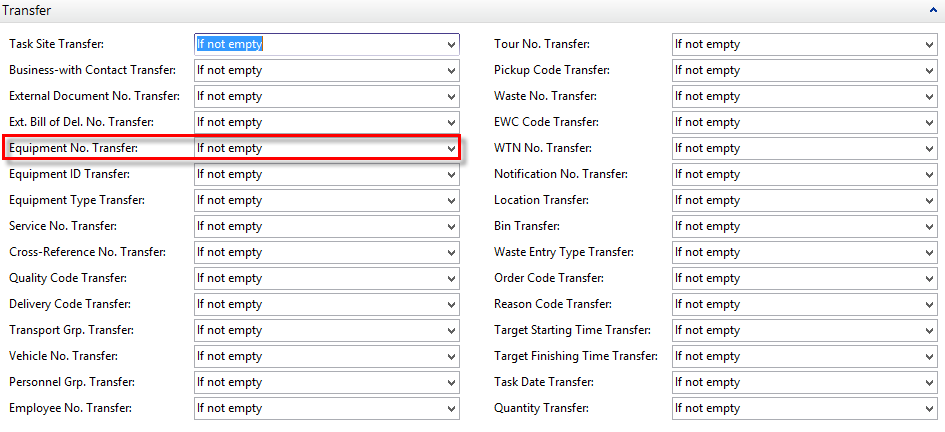 Transfer
Task Site Transfer: If not empty
Business-with Contact Transfer: If not empty
External Document No. Transfer: If not empty
Ext. Bill of Del. No. Transfer: If not empty
Equipment No. Transfer: If not empty
Equipment ID Transfer: If not empty
Equipment Type Transfer: If not empty
Service No. Transfer: If not empty
Cross-Reference No. Transfer: If not empty
Quality Code Transfer: If not empty
Delivery Code Transfer: If not empty
Transport Grp. Transfer: If not empty
Vehicle No. Transfer: If not empty
Personnel Grp. Transfer: If not empty
Employee No. Transfer: If not empty
Tour No. Transfer: If not empty
Pickup Code Transfer: If not empty
Waste No. Transfer: If not empty
EWC Code Transfer: If not empty
WTN No. Transfer: If not empty
Notification No. Transfer: If not empty
Location Transfer: If not empty
Bin Transfer: If not empty
Waste Entry Type Transfer: If not empty
Order Code Transfer: If not empty
Reason Code Transfer: If not empty
Target Starting Time Transfer: If not empty
Target Finishing Time Transfer: If not empty
Task Date Transfer: If not empty
Quantity Transfer: If not empty